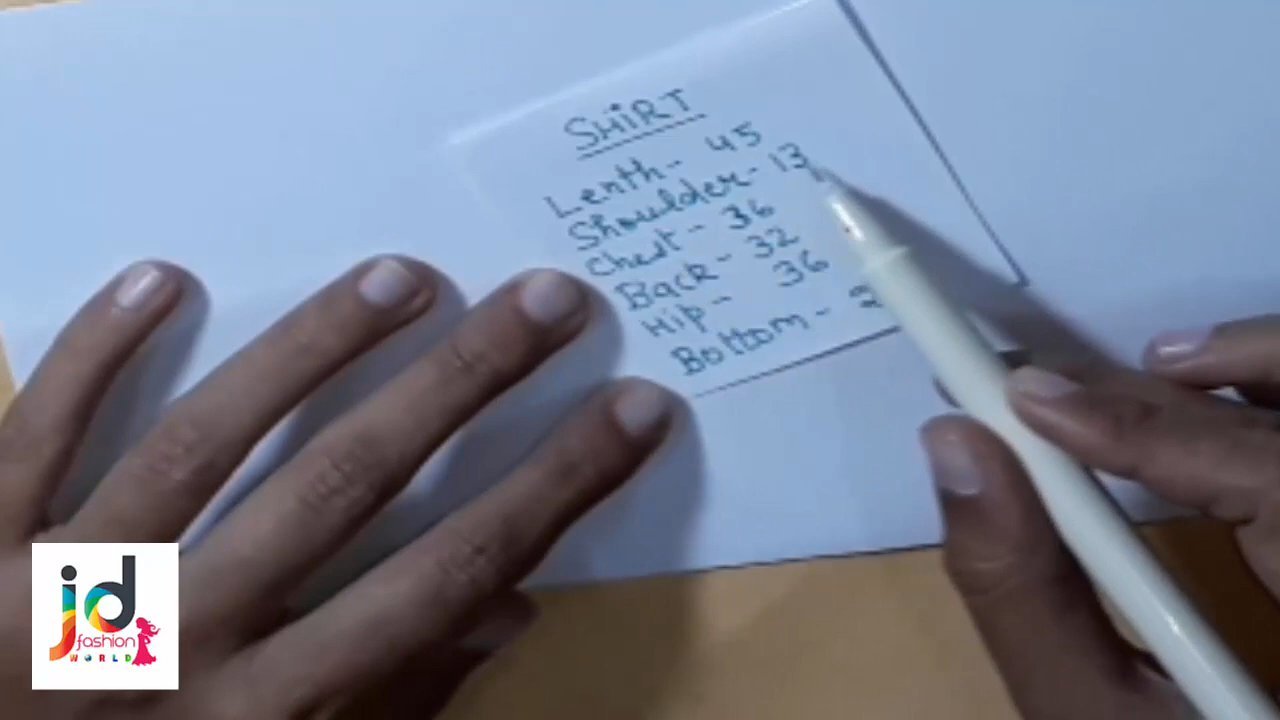 SHIRT
Lenth - 45
Shoulder - 13
Chest - 36
Back - 32
Hip - 36
Bottom -
jd
fashion
WORLD